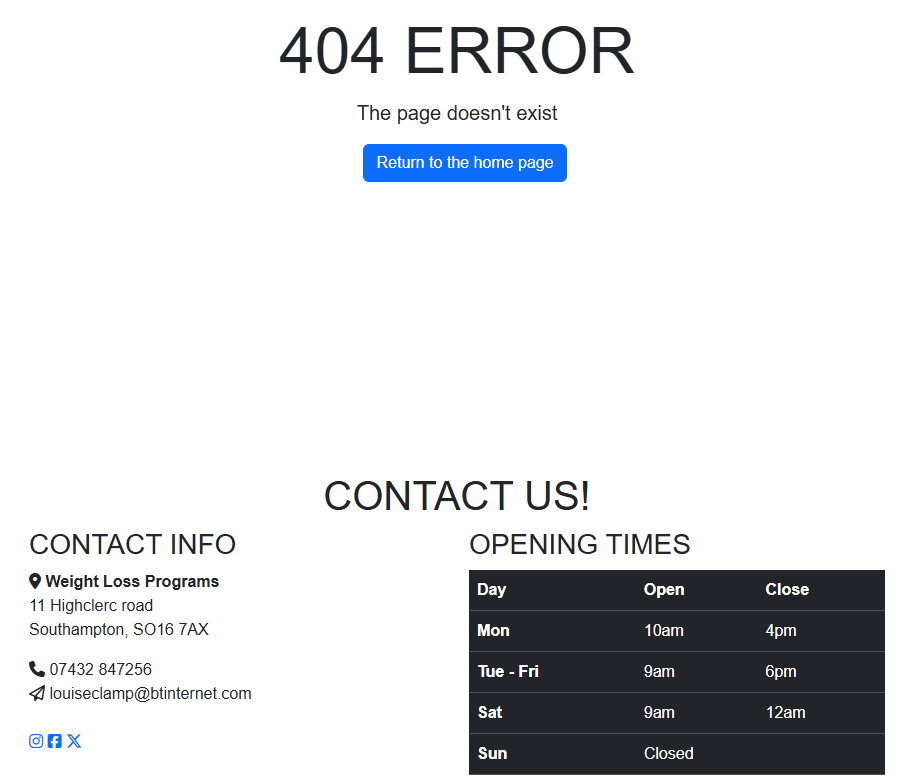 404 ERROR
The page doesn't exist
Return to the home page
CONTACT US!
CONTACT INFO
Weight Loss Programs
11 Highclerc road
Southampton, SO16 7AX
07432 847256
louiseclamp@btinternet.com
OPENING TIMES
Day Open Close
Mon 10am 4pm
Tue - Fri 9am 6pm
Sat 9am 12am
Sun Closed